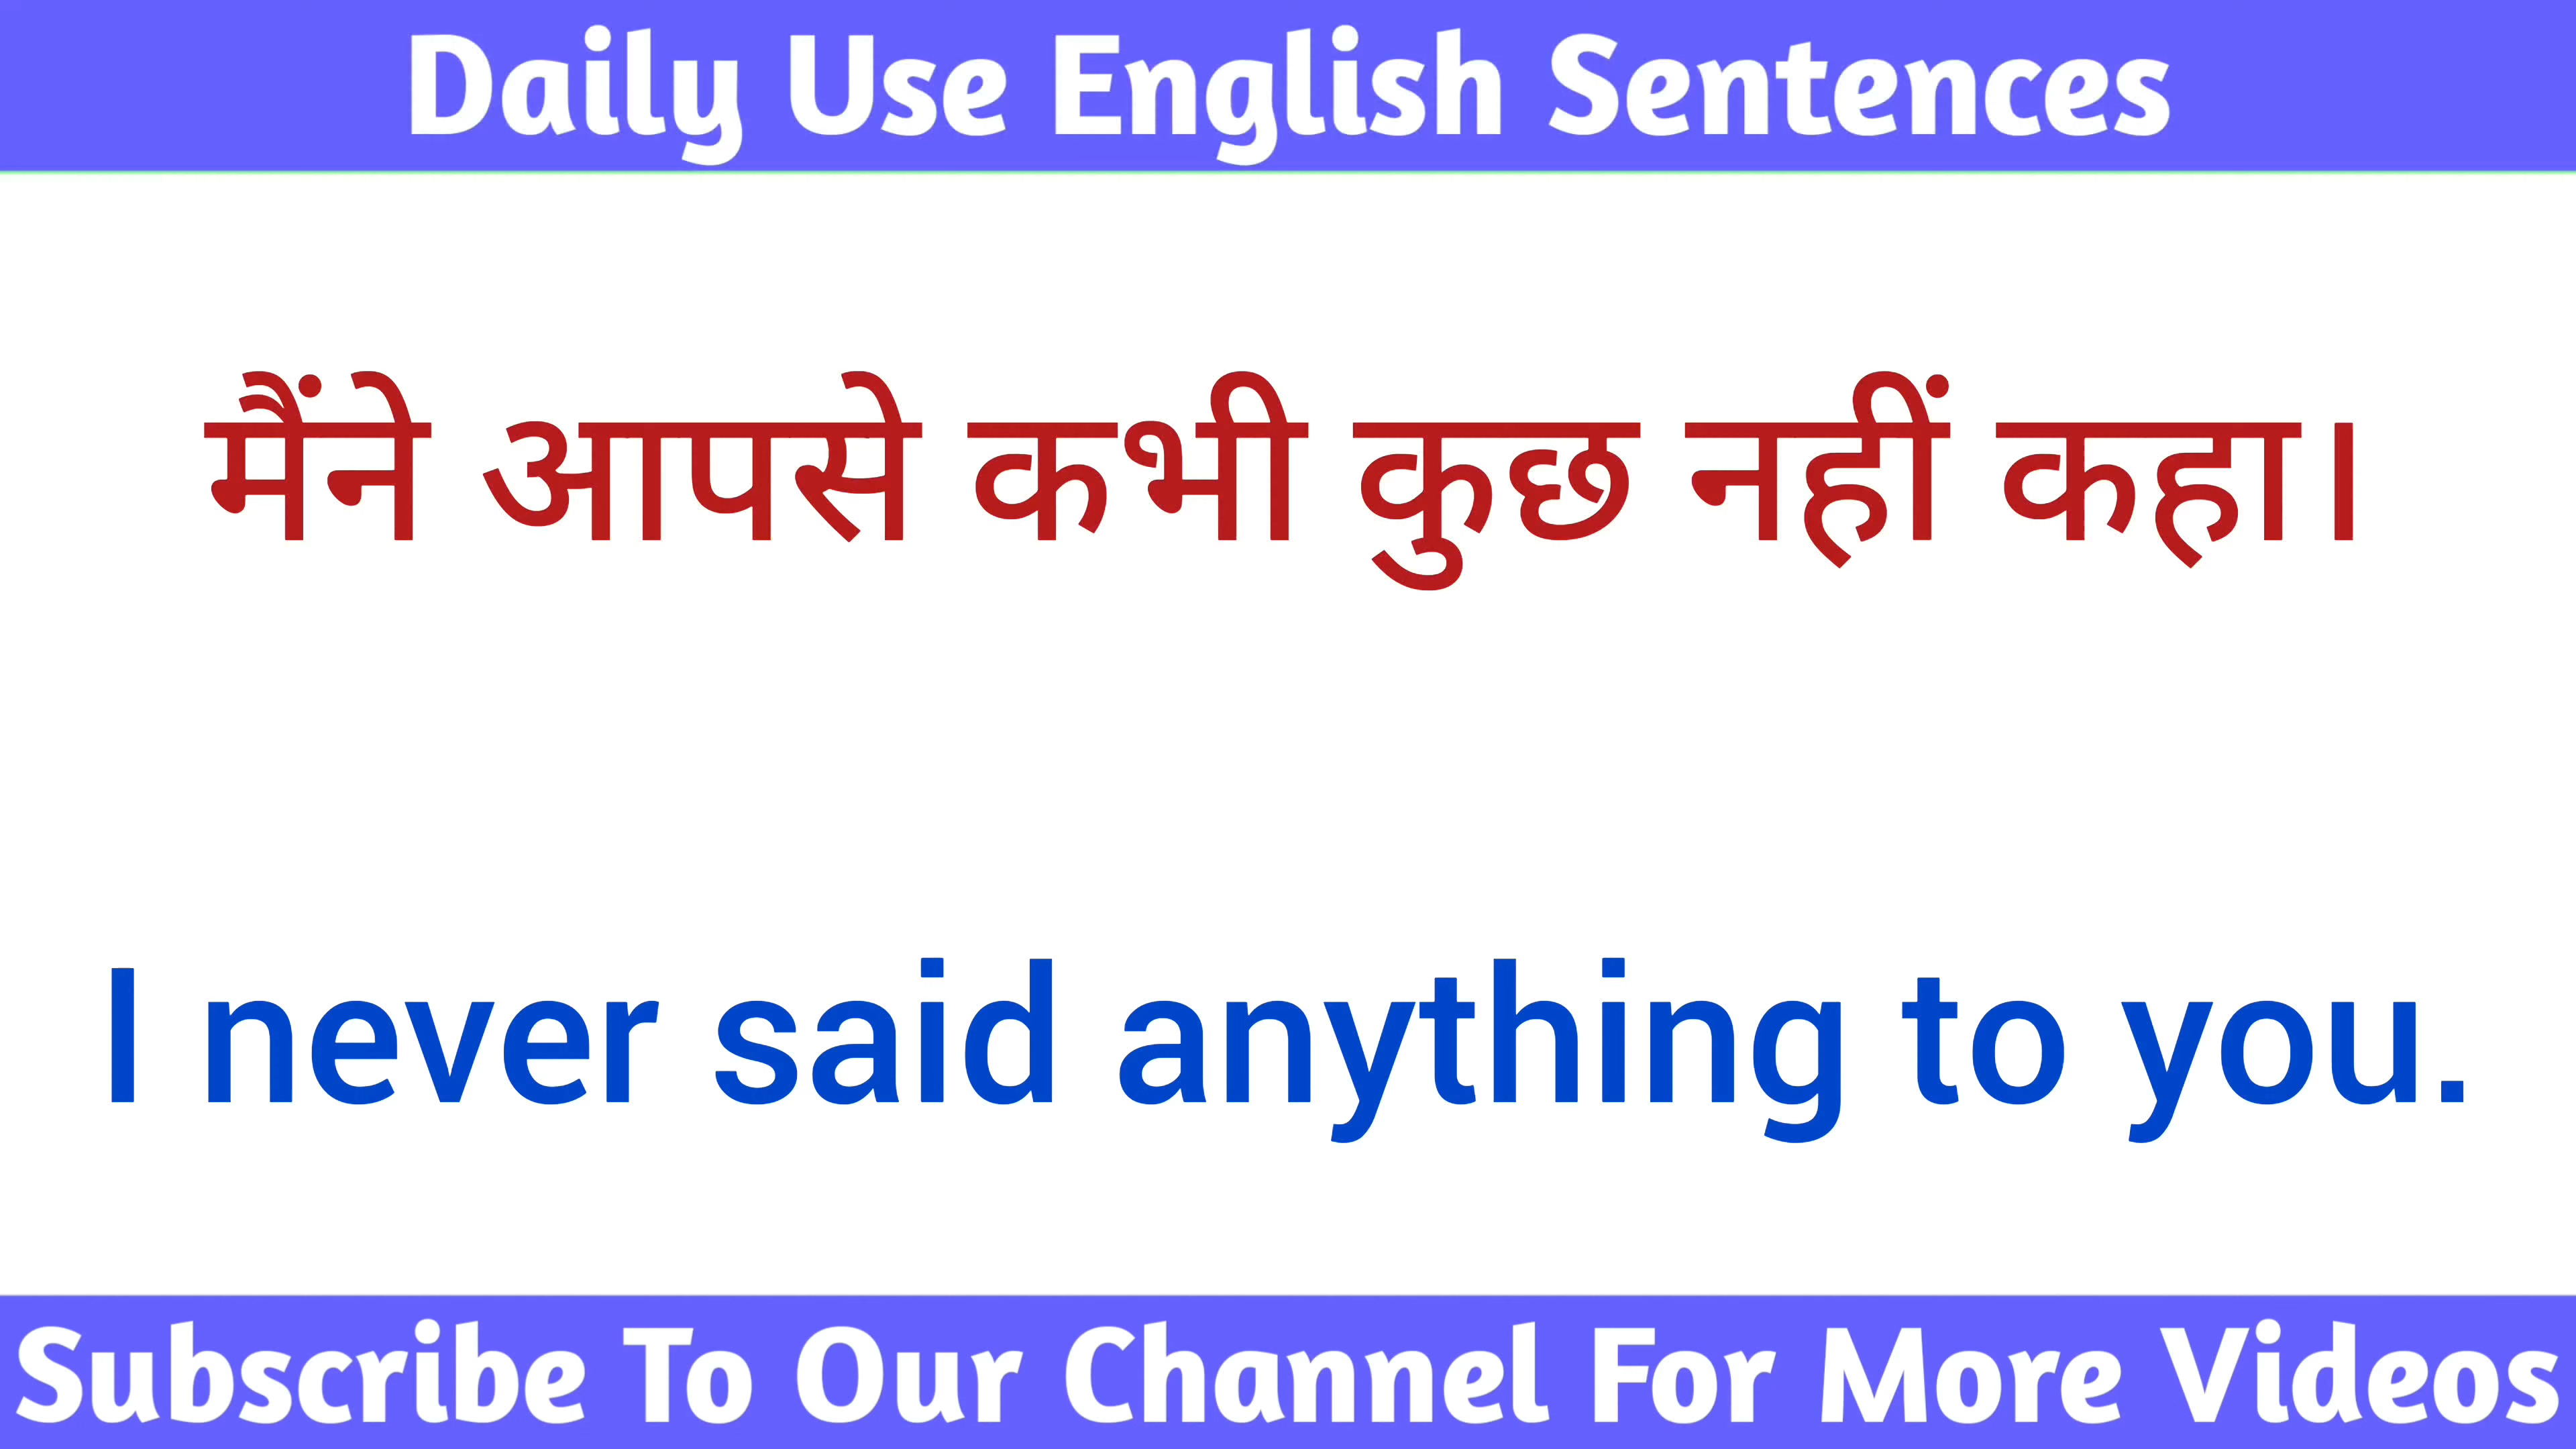 Daily Use English Sentences
मैंने आपसे कभी कुछ नहीं कहा।
I never said anything to you.
Subscribe To Our Channel For More Videos